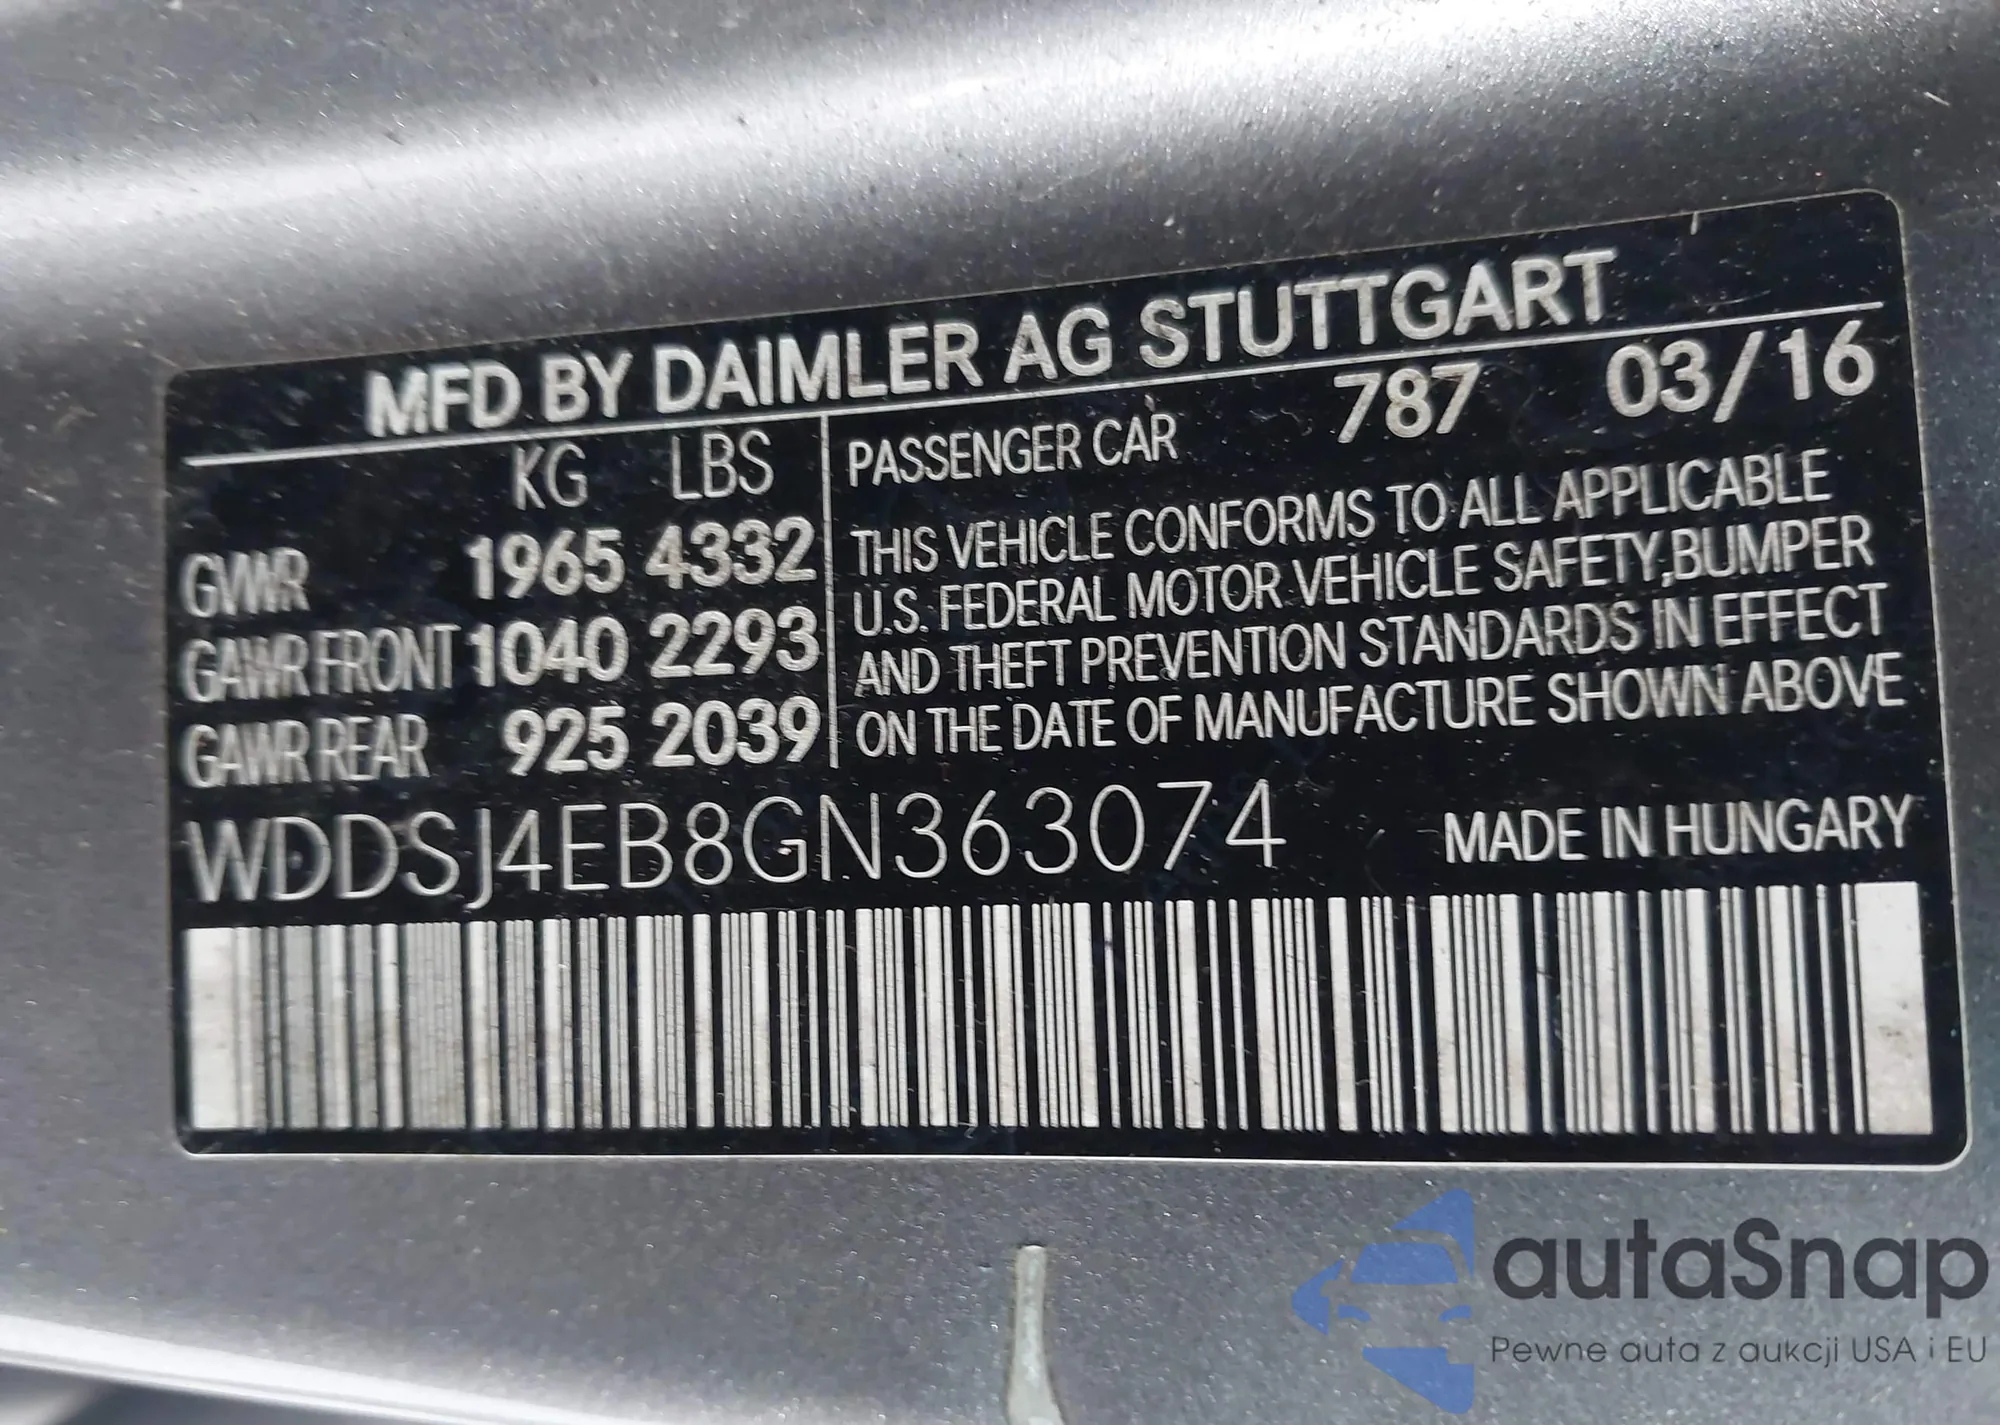 MFD BY DAIMLER AG STUTTGART
KG LBS
GVWR 1965 4332
GAWR FRONT 1040 2293
GAWR REAR 925 2039
PASSENGER CAR 787 03/16
THIS VEHICLE CONFORMS TO ALL APPLICABLE
U.S. FEDERAL MOTOR VEHICLE SAFETY,BUMPER
AND THEFT PREVENTION STANDARDS IN EFFECT
ON THE DATE OF MANUFACTURE SHOWN ABOVE
WDDSJ4EB8GN363074 MADE IN HUNGARY
autaSnap
Pewne auta z aukcji USA i EU